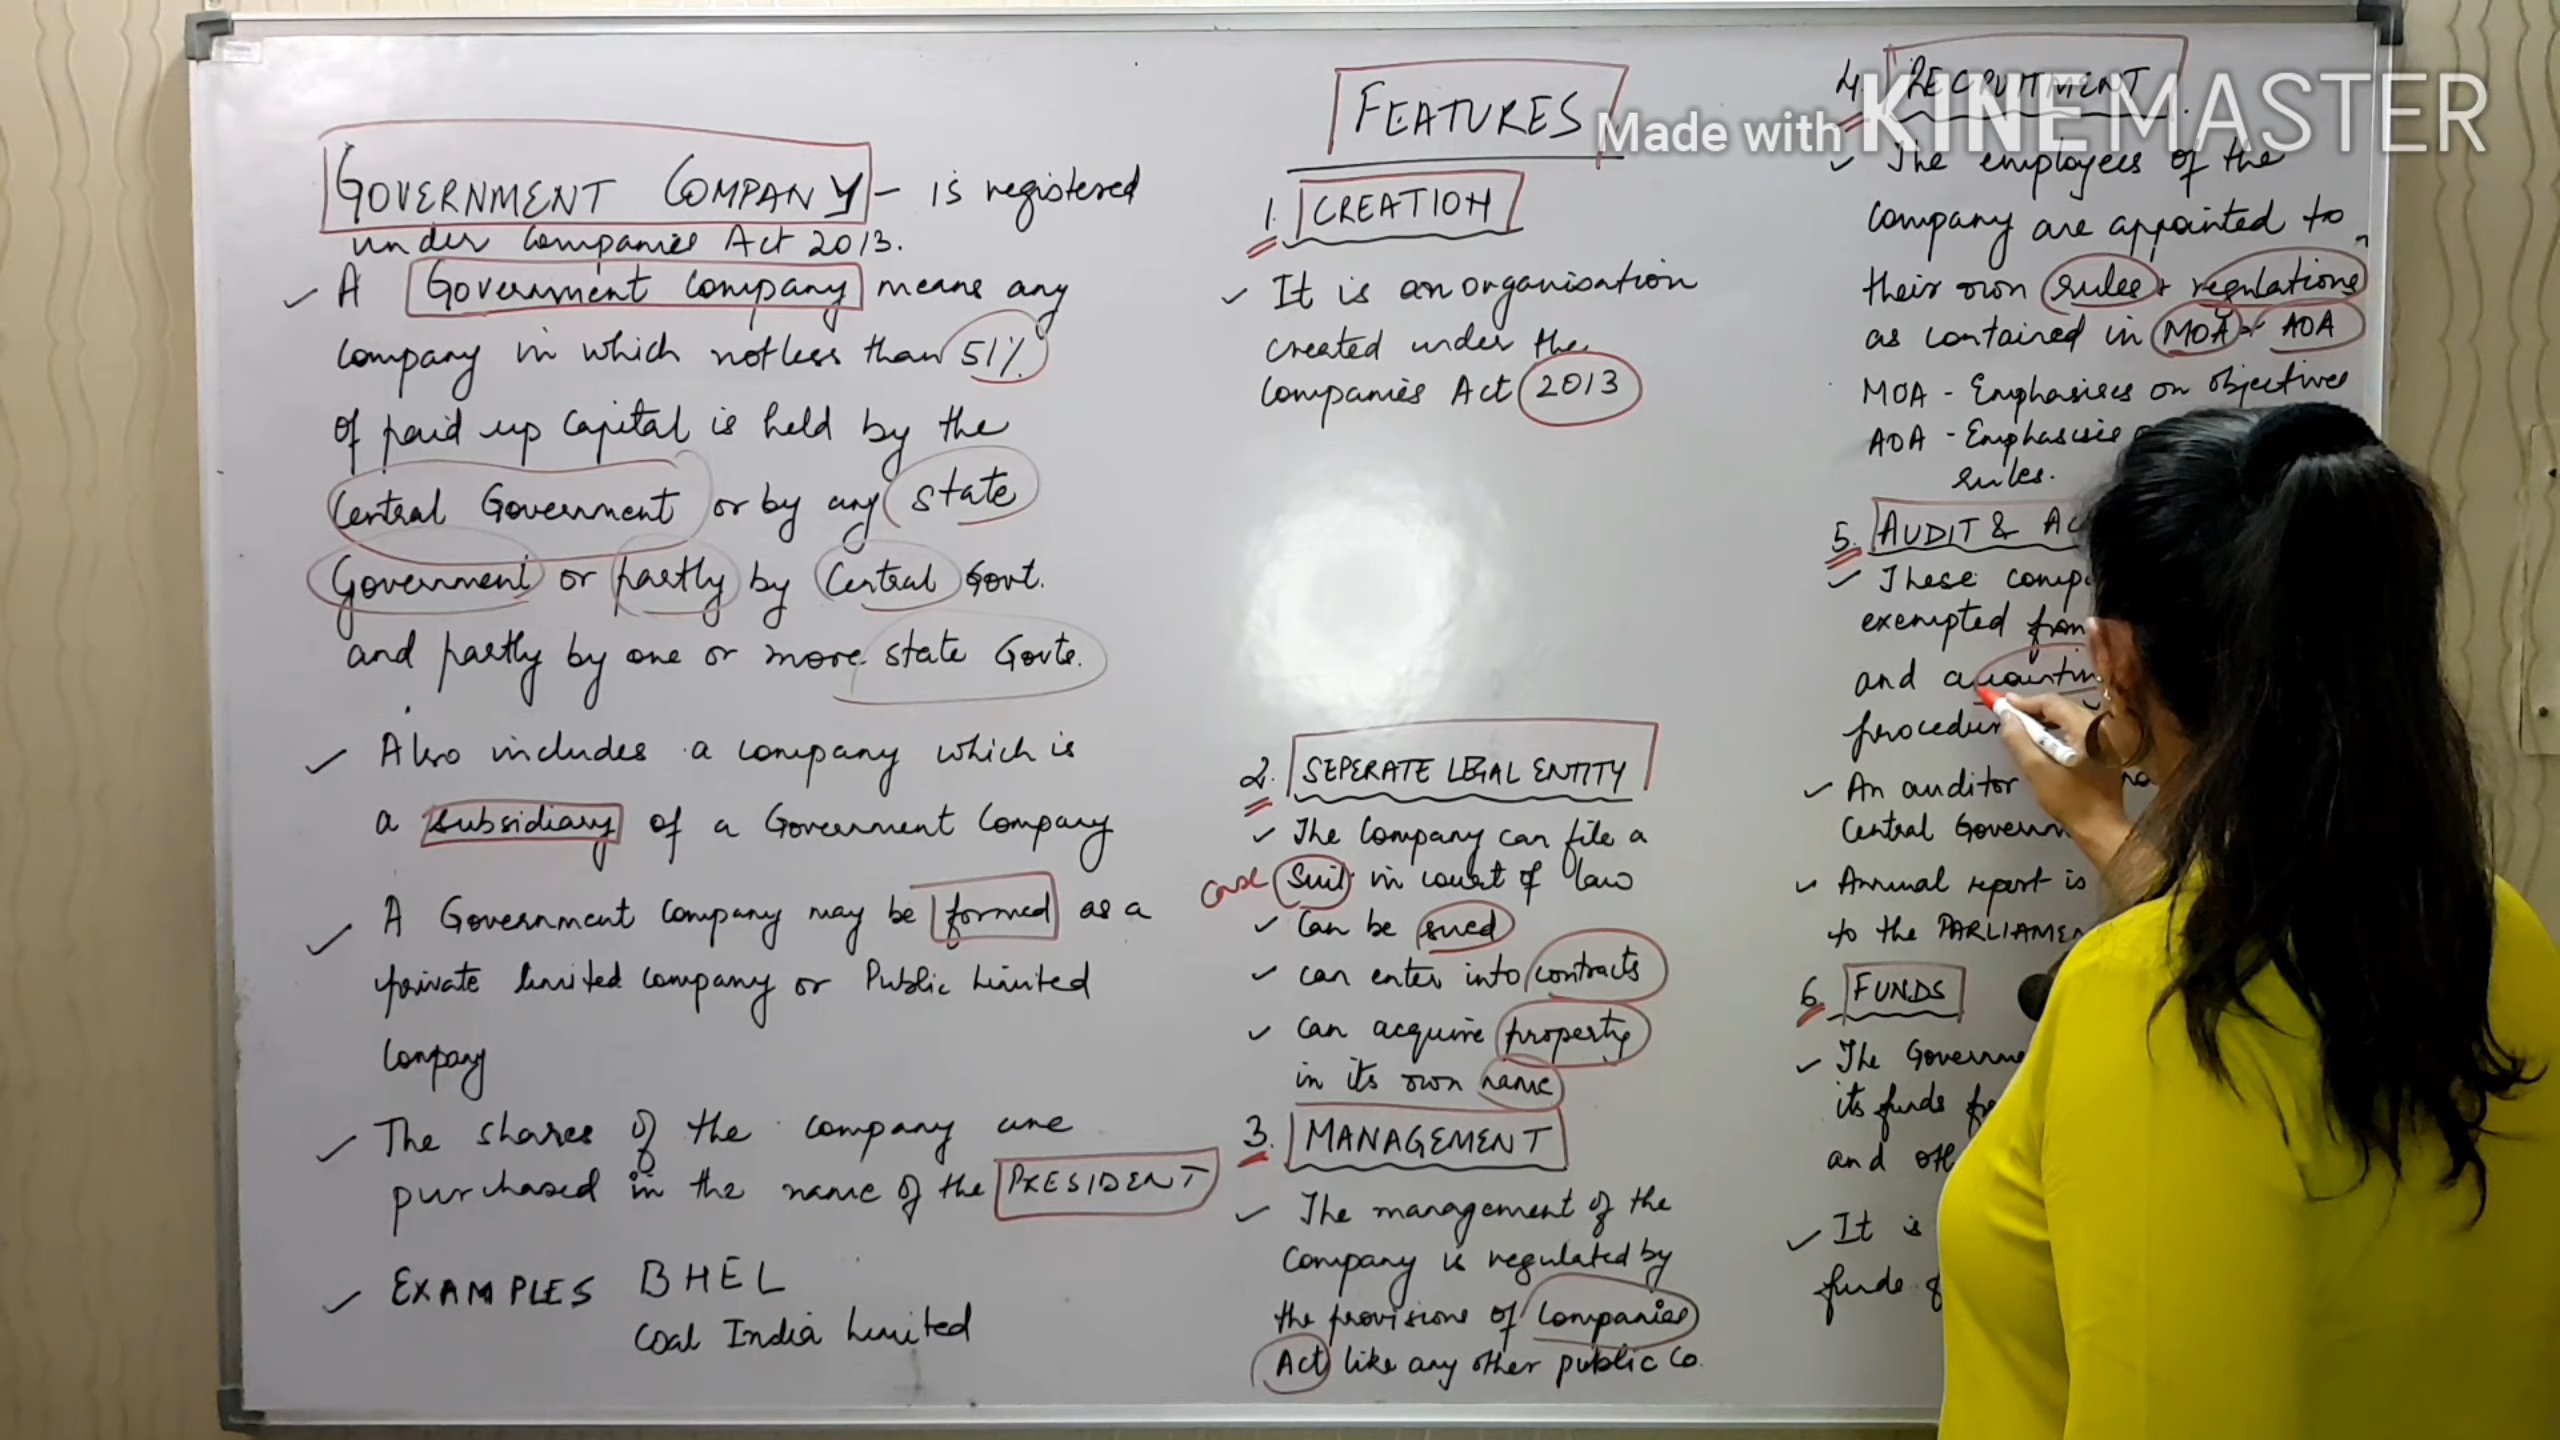 GOVERNMENT COMPANY - is registered
under Companies Act 2013.
✓ A Government Company means any
Company in which not less than 51%
of paid up Capital is held by the
Central Government or by any State
Government or partly by Central Govt.
and partly by one or more State Govts.
✓ Also includes a company which is
a subsidiary of a Government Company
✓ A Government Company may be formed as a
private limited Company or Public Limited
Company
✓ The shares of the company are
purchased in the name of the PRESIDENT
✓ EXAMPLES BHEL
Coal India Limited
FEATURES
1. CREATION
✓ It is an organisation
created under the
Companies Act 2013
2. SEPERATE LEGAL ENTITY
✓ The Company can file a
case Suit in court of law
✓ Can be sued
✓ can enter into contracts
✓ Can acquire property
in its own name
3. MANAGEMENT
✓ The management of the
Company is regulated by
the provisions of Companies
Act like any other public Co.
4. RECRUITMENT
Made with KINEMASTER
✓ The employees of the
Company are appointed to
their own rules & regulations
as contained in MOA & AOA
MOA - Emphasises on objectives
AOA - Emphasises
rules.
5. AUDIT &
✓ These
exempted from
and
✓ An auditor
Central
✓ Annual report is
to the
6 FUNDS
✓ The
its funds
and
✓ It is
funds